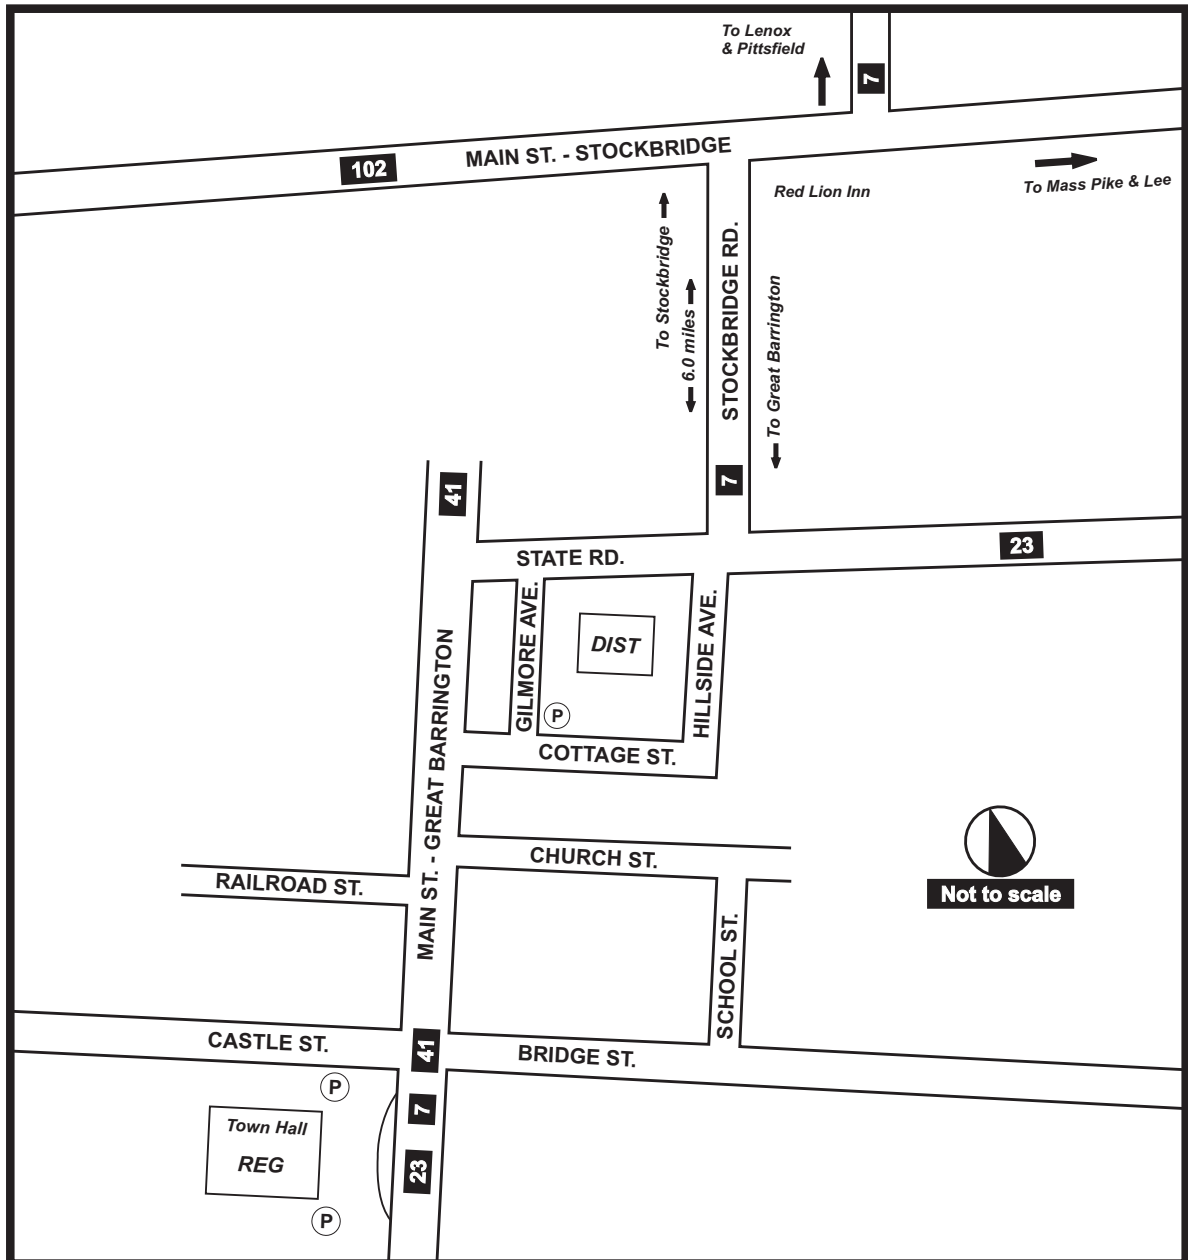 To Lenox
& Pittsfield
7
MAIN ST. - STOCKBRIDGE
102
Red Lion Inn
To Mass Pike & Lee
To Stockbridge
6.0 miles
STOCKBRIDGE RD.
To Great Barrington
7
41
STATE RD.
23
GILMORE AVE.
DIST
HILLSIDE AVE.
P
COTTAGE ST.
MAIN ST. - GREAT BARRINGTON
CHURCH ST.
RAILROAD ST.
Not to scale
SCHOOL ST.
CASTLE ST.
41
BRIDGE ST.
P
7
Town Hall
REG
23
P